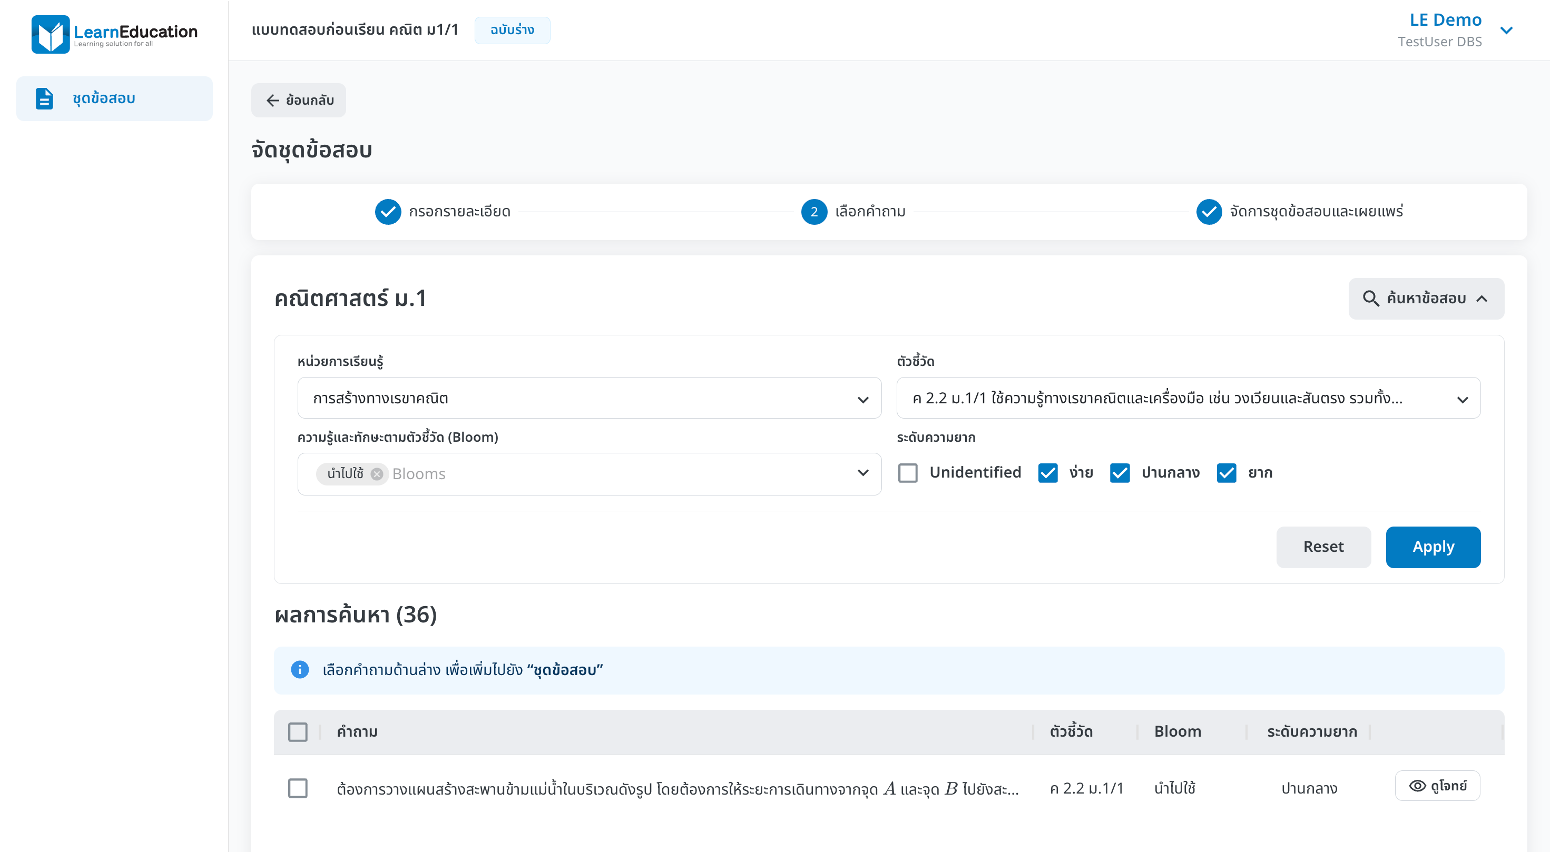 LearnEducation
Learning solution for all
แบบทดสอบก่อนเรียน คณิต ม1/1
ฉบับร่าง
LE Demo
TestUser DBS
ชุดข้อสอบ
ย้อนกลับ
จัดชุดข้อสอบ
กรอกรายละเอียด
2 เลือกคำถาม
จัดการชุดข้อสอบและเผยแพร่
คณิตศาสตร์ ม.1
ค้นหาข้อสอบ
หน่วยการเรียนรู้
ตัวชี้วัด
การสร้างทางเรขาคณิต
ค 2.2 ม.1/1 ใช้ความรู้ทางเรขาคณิตและเครื่องมือ เช่น วงเวียนและสันตรง รวมทั้ง...
ความรู้และทักษะตามตัวชี้วัด (Bloom)
ระดับความยาก
นำไปใช้ Blooms
Unidentified ง่าย ปานกลาง ยาก
Reset
Apply
ผลการค้นหา (36)
เลือกคำถามด้านล่าง เพื่อเพิ่มไปยัง “ชุดข้อสอบ”
คำถาม ตัวชี้วัด Bloom ระดับความยาก
ต้องการวางแผนสร้างสะพานข้ามแม่น้ำในบริเวณดังรูป โดยต้องการให้ระยะการเดินทางจากจุด A และจุด B ไปยังสะ... ค 2.2 ม.1/1 นำไปใช้ ปานกลาง ดูโจทย์